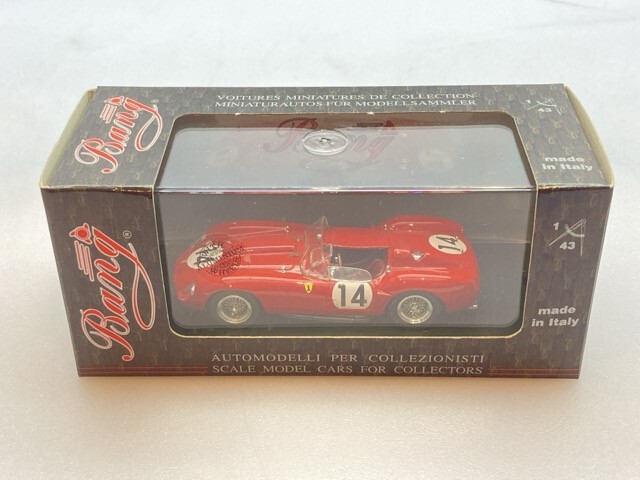 VOITURES MINIATURES DE COLLECTION
MINIATURAUTOS FÜR MODELLSAMMLER
1/43
Bang
made
in Italy
Bang®
1/43
made
in Italy
14
14
AUTOMODELLI PER COLLEZIONISTI
SCALE MODEL CARS FOR COLLECTORS